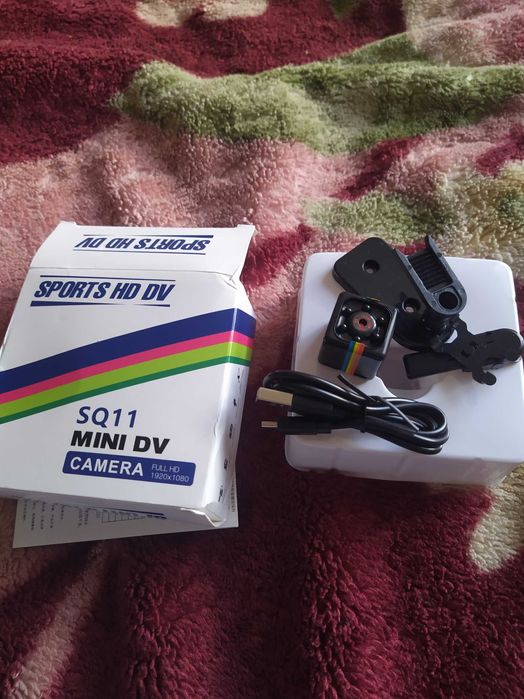 SPORTS HD DV
SPORTS HD DV
SQ11
MINI DV
CAMERA
FULL HD
1920x1080